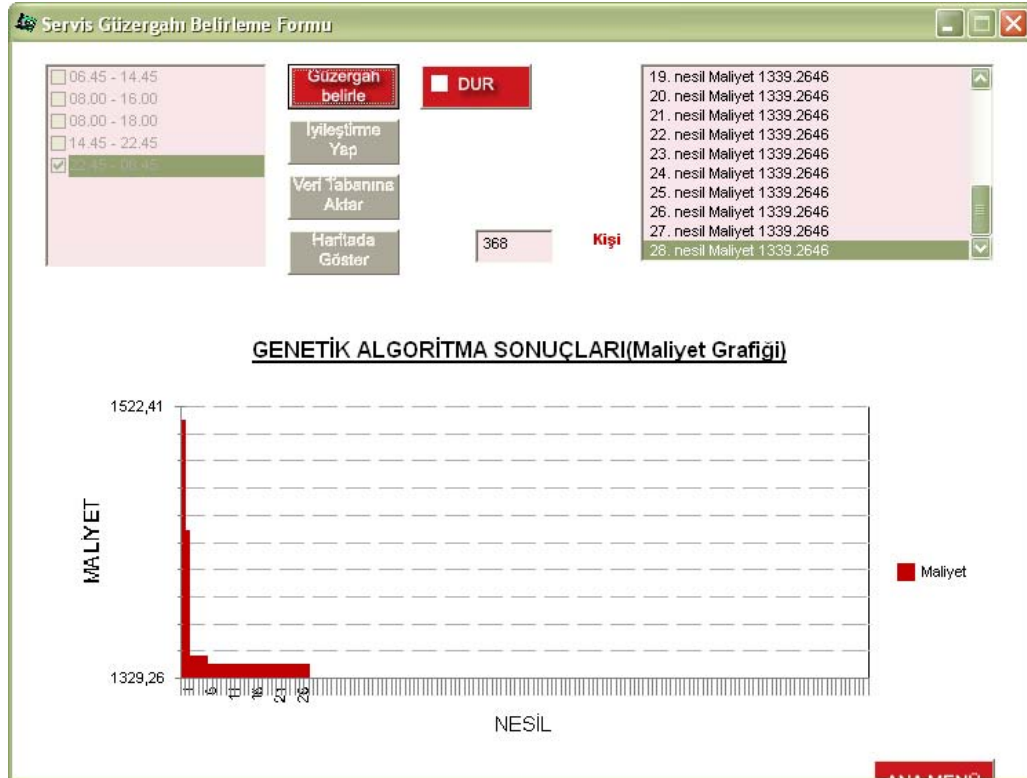 Servis Güzergahı Belirleme Formu
06.45 - 14.45
08.00 - 16.00
08.00 - 18.00
14.45 - 22.45
22.45 - 06.45
Güzergah
belirle
DUR
İyileştirme
Yap
Veri Tabanına
Aktar
Haritada
Göster
368
Kişi
19. nesil Maliyet 1339.2646
20. nesil Maliyet 1339.2646
21. nesil Maliyet 1339.2646
22. nesil Maliyet 1339.2646
23. nesil Maliyet 1339.2646
24. nesil Maliyet 1339.2646
25. nesil Maliyet 1339.2646
26. nesil Maliyet 1339.2646
27. nesil Maliyet 1339.2646
28. nesil Maliyet 1339.2646
GENETİK ALGORİTMA SONUÇLARI(Maliyet Grafiği)
1522,41
MALİYET
1329,26
1 6 11 16 21 26
NESİL
Maliyet
ANA MENÜ